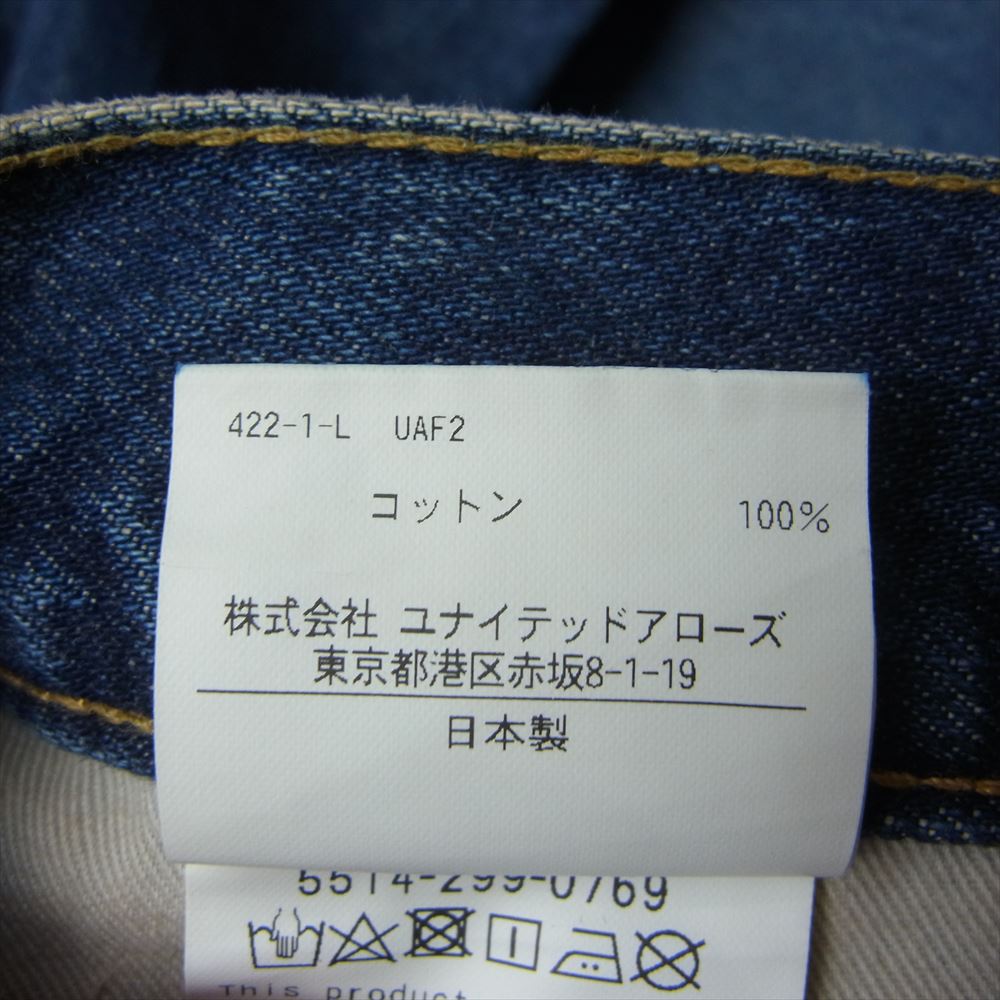 422-1-L UAF2
コットン 100%
株式会社 ユナイテッドアローズ
東京都港区赤坂8-1-19
日本製
5514-299-0769
This product